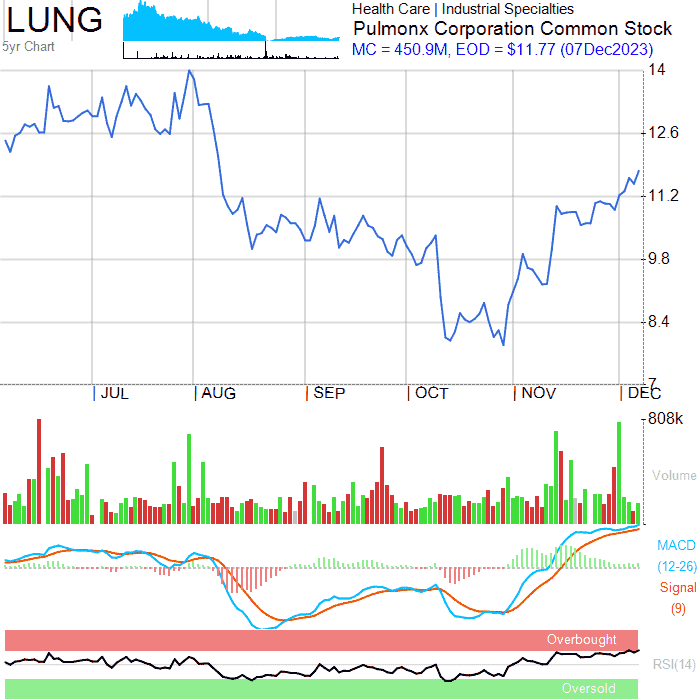 LUNG
5yr Chart
Health Care | Industrial Specialties
Pulmonx Corporation Common Stock
MC = 450.9M, EOD = $11.77 (07Dec2023)
14
12.6
11.2
9.8
8.4
7
JUL AUG SEP OCT NOV DEC
808k
Volume
MACD
(12-26)
Signal
(9)
Overbought
RSI(14)
Oversold